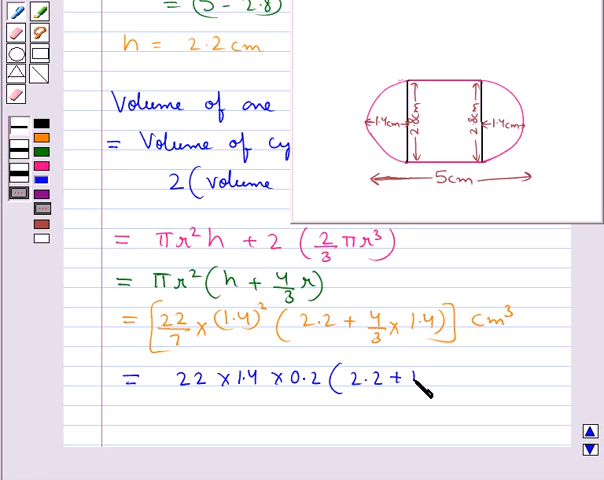 = (5 - 2.8)
h = 2.2 cm
Volume of one
= Volume of cy
2 (volume
= πr²h + 2 (2/3 πr³)
= πr² (h + 4/3 r)
= [22/7 × (1.4)² (2.2 + 4/3 × 1.4)] cm³
= 22 × 1.4 × 0.2 (2.2 +
1.4cm
2.8cm
2.8cm
1.4cm
5cm